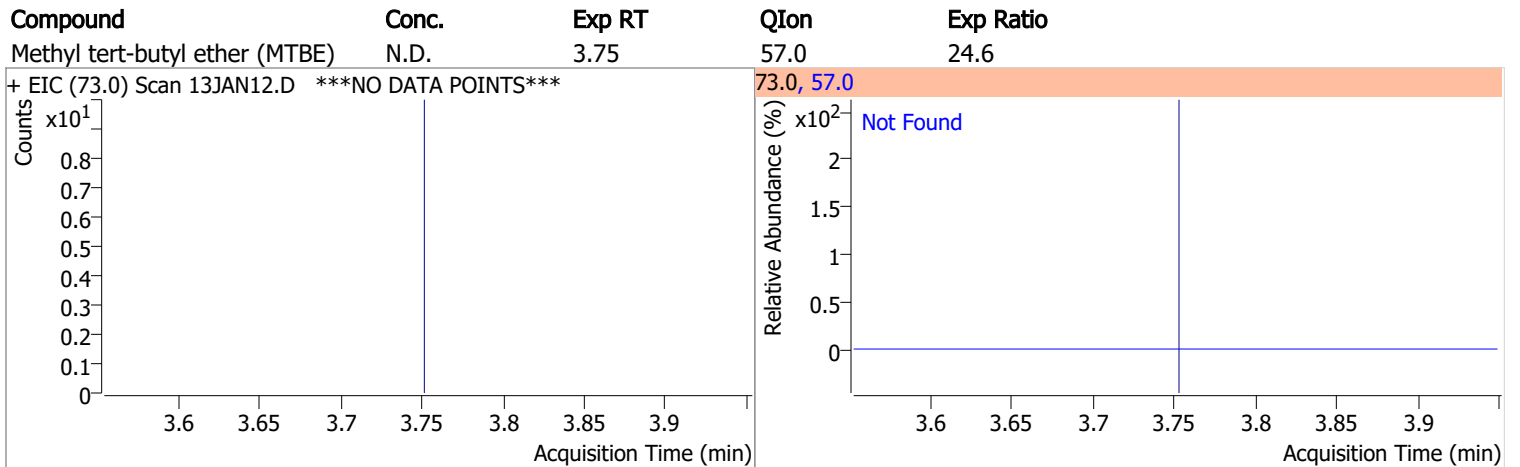 Compound Conc. Exp RT QIon Exp Ratio
Methyl tert-butyl ether (MTBE) N.D. 3.75 57.0 24.6
+ EIC (73.0) Scan 13JAN12.D ***NO DATA POINTS***
Counts
x10¹
0.8
0.7
0.6
0.5
0.4
0.3
0.2
0.1
0
3.6 3.65 3.7 3.75 3.8 3.85 3.9
Acquisition Time (min)
73.0, 57.0
Relative Abundance (%)
x10²
Not Found
2
1.5
1
0.5
0
3.6 3.65 3.7 3.75 3.8 3.85 3.9
Acquisition Time (min)